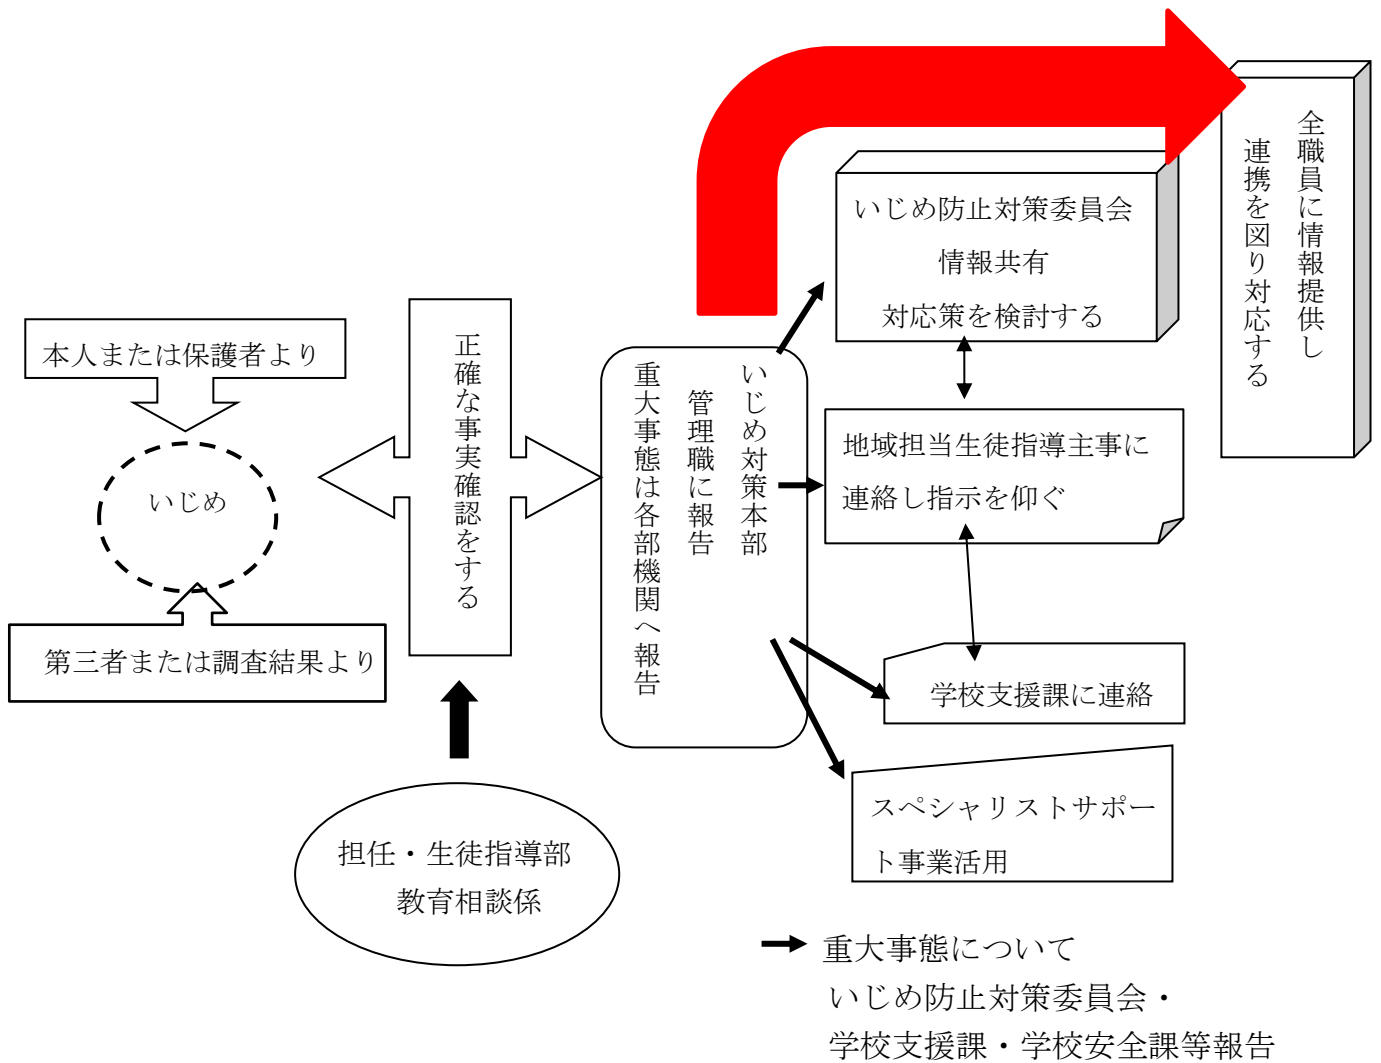 本人または保護者より
いじめ
第三者または調査結果より
正確な事実確認をする
担任・生徒指導部
教育相談係
いじめ対策本部
管理職に報告
重大事態は各部機関へ報告
いじめ防止対策委員会
情報共有
対応策を検討する
地域担当生徒指導主事に
連絡し指示を仰ぐ
学校支援課に連絡
スペシャリストサポー
ト事業活用
全職員に情報提供し
連携を図り対応する
重大事態について
いじめ防止対策委員会・
学校支援課・学校安全課等報告